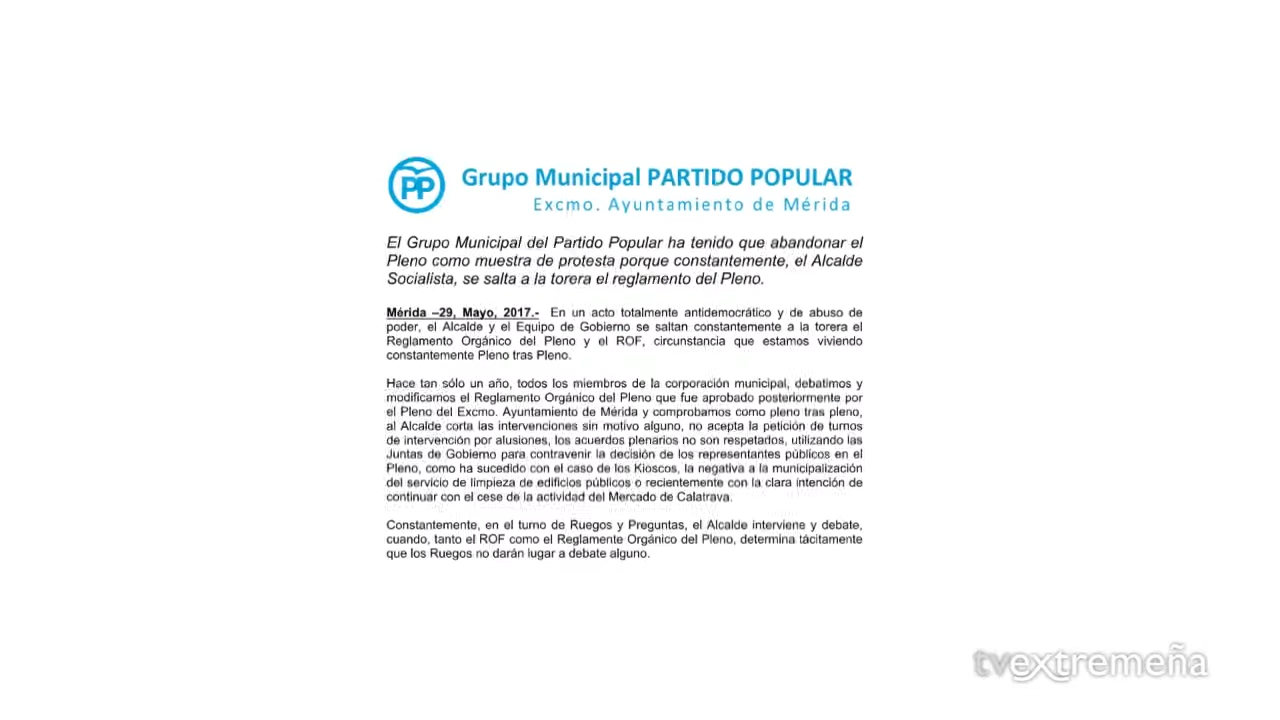 PP
Grupo Municipal PARTIDO POPULAR
Excmo. Ayuntamiento de Mérida
El Grupo Municipal del Partido Popular ha tenido que abandonar el
Pleno como muestra de protesta porque constantemente, el Alcalde
Socialista, se salta a la torera el reglamento del Pleno.
Mérida –29, Mayo, 2017.- En un acto totalmente antidemocrático y de abuso de
poder, el Alcalde y el Equipo de Gobierno se saltan constantemente a la torera el
Reglamento Orgánico del Pleno y el ROF, circunstancia que estamos viviendo
constantemente Pleno tras Pleno.
Hace tan sólo un año, todos los miembros de la corporación municipal, debatimos y
modificamos el Reglamento Orgánico del Pleno que fue aprobado posteriormente por
el Pleno del Excmo. Ayuntamiento de Mérida y comprobamos como pleno tras pleno,
al Alcalde corta las intervenciones sin motivo alguno, no acepta la petición de turnos
de intervención por alusiones, los acuerdos plenarios no son respetados, utilizando las
Juntas de Gobierno para contravenir la decisión de los representantes públicos en el
Pleno, como ha sucedido con el caso de los Kioscos, la negativa a la municipalización
del servicio de limpieza de edificios públicos o recientemente con la clara intención de
continuar con el cese de la actividad del Mercado de Calatrava.
Constantemente, en el turno de Ruegos y Preguntas, el Alcalde interviene y debate,
cuando, tanto el ROF como el Reglamente Orgánico del Pleno, determina tácitamente
que los Ruegos no darán lugar a debate alguno.
tvextremeña